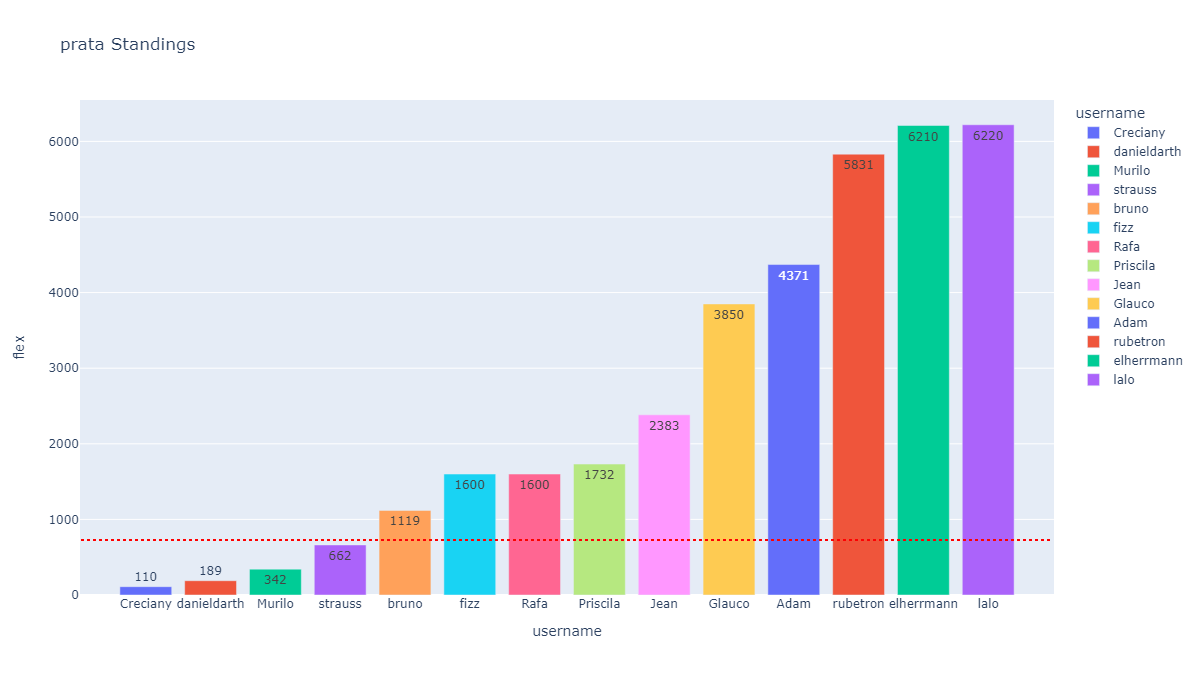 prata Standings
flex
6000
5000
4000
3000
2000
1000
0
110
189
342
662
1119
1600
1600
1732
2383
3850
4371
5831
6210
6220
Creciany danieldarth Murilo strauss bruno fizz Rafa Priscila Jean Glauco Adam rubetron elherrmann lalo
username
username
Creciany
danieldarth
Murilo
strauss
bruno
fizz
Rafa
Priscila
Jean
Glauco
Adam
rubetron
elherrmann
lalo